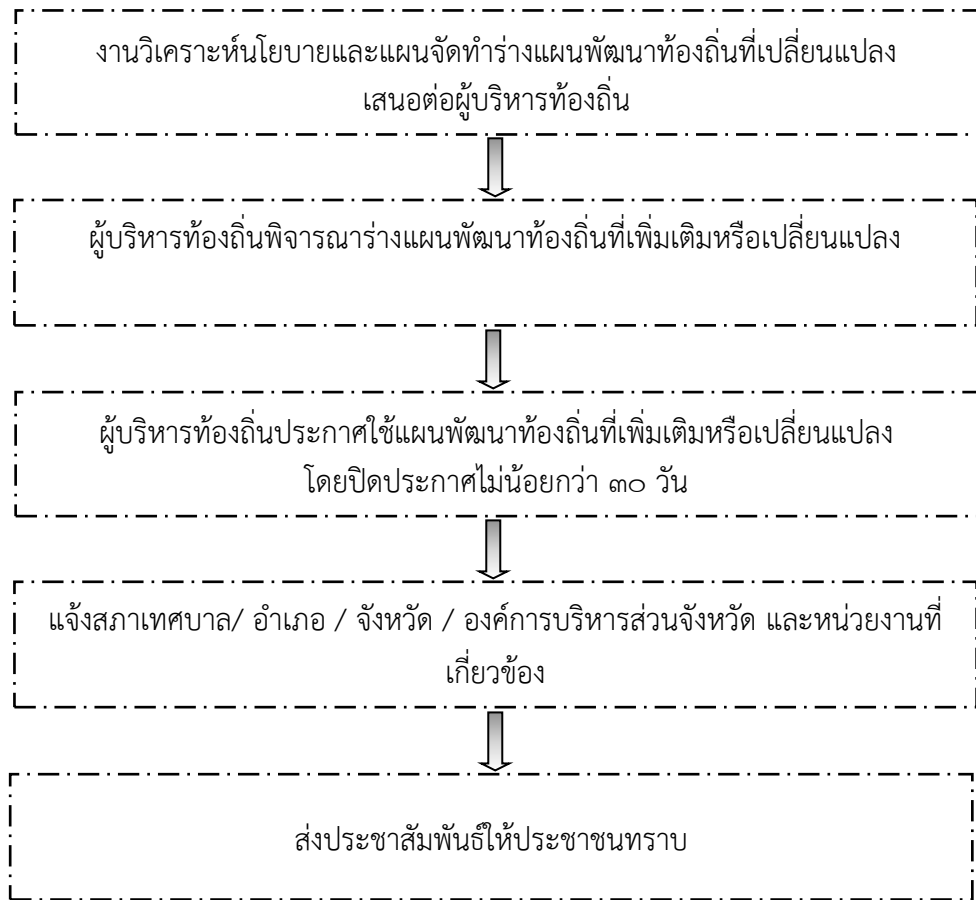 งานวิเคราะห์นโยบายและแผนจัดทำร่างแผนพัฒนาท้องถิ่นที่เปลี่ยนแปลง
เสนอต่อผู้บริหารท้องถิ่น
ผู้บริหารท้องถิ่นพิจารณาร่างแผนพัฒนาท้องถิ่นที่เพิ่มเติมหรือเปลี่ยนแปลง
ผู้บริหารท้องถิ่นประกาศใช้แผนพัฒนาท้องถิ่นที่เพิ่มเติมหรือเปลี่ยนแปลง
โดยปิดประกาศไม่น้อยกว่า ๓๐ วัน
แจ้งสภาเทศบาล/ อำเภอ / จังหวัด / องค์การบริหารส่วนจังหวัด และหน่วยงานที่
เกี่ยวข้อง
ส่งประชาสัมพันธ์ให้ประชาชนทราบ